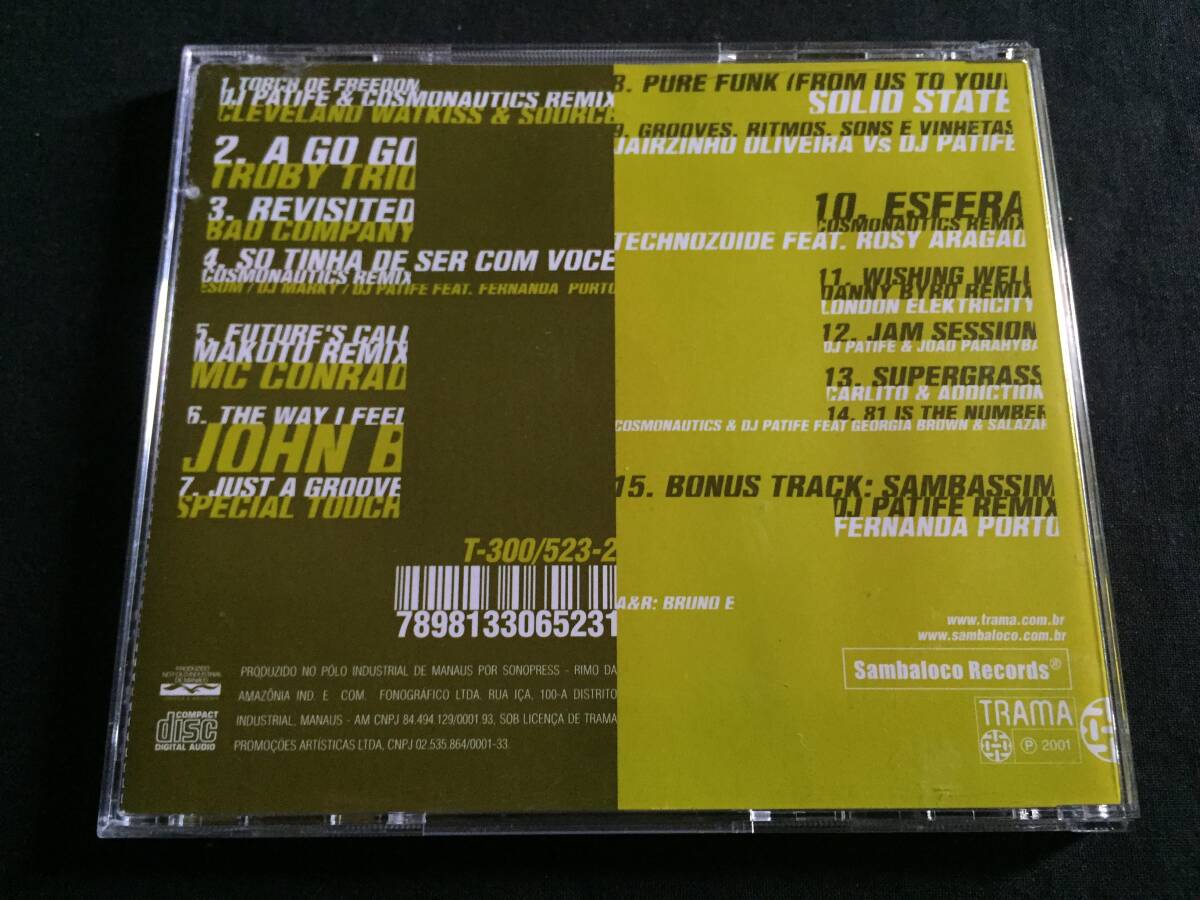 1. TORCH OF FREEDOM
DJ PATIFE & COSMONAUTICS REMIX
CLEVELAND WATKISS & SOURCE
2. A GO GO
TRUBY TRIO
3. REVISITED
BAD COMPANY
4. SO TINHA DE SER COM VOCE
COSMONAUTICS REMIX
ESOM / DJ MARKY / DJ PATIFE FEAT. FERNANDA PORTO
5. FUTURE'S CALL
MAKOTO REMIX
MC CONRAD
6. THE WAY I FEEL
JOHN B
7. JUST A GROOVE
SPECIAL TOUCH
T-300/523-2
7898133065231
PRODUZIDO
NO PÓLO INDUSTRIAL
DE MANAUS
PRODUZIDO NO PÓLO INDUSTRIAL DE MANAUS POR SONOPRESS - RIMO DA
AMAZÔNIA IND. E COM. FONOGRÁFICO LTDA. RUA IÇA, 100-A DISTRITO
INDUSTRIAL, MANAUS - AM CNPJ 84.494.129/0001 93, SOB LICENÇA DE TRAMA
PROMOÇÕES ARTÍSTICAS LTDA, CNPJ 02.535.864/0001-33
COMPACT
disc
DIGITAL AUDIO
8. PURE FUNK (FROM US TO YOU)
SOLID STATE
9. GROOVES, RITMOS, SONS E VINHETAS
JAIRZINHO OLIVEIRA Vs DJ PATIFE
10. ESFERA
COSMONAUTICS REMIX
TECHNOZOIDE FEAT. ROSY ARAGAO
11. WISHING WELL
DANNY BYRD REMIX
LONDON ELEKTRICITY
12. JAM SESSION
DJ PATIFE & JOAO PARAHYBA
13. SUPERGRASS
CARLITO & ADDICTION
14. 81 IS THE NUMBER
COSMONAUTICS & DJ PATIFE FEAT GEORGIA BROWN & SALAZAR
15. BONUS TRACK: SAMBASSIM
DJ PATIFE REMIX
FERNANDA PORTO
A&R: BRUNO E
www.trama.com.br
www.sambaloco.com.br
Sambaloco Records®
TRAMA
℗ 2001